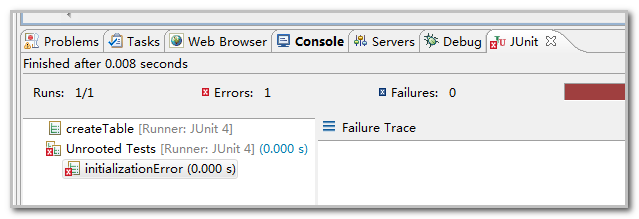 Problems Tasks Web Browser Console Servers Debug JUnit
Finished after 0.008 seconds
Runs: 1/1 Errors: 1 Failures: 0
createTable [Runner: JUnit 4]
Unrooted Tests [Runner: JUnit 4] (0.000 s)
initializationError (0.000 s)
Failure Trace